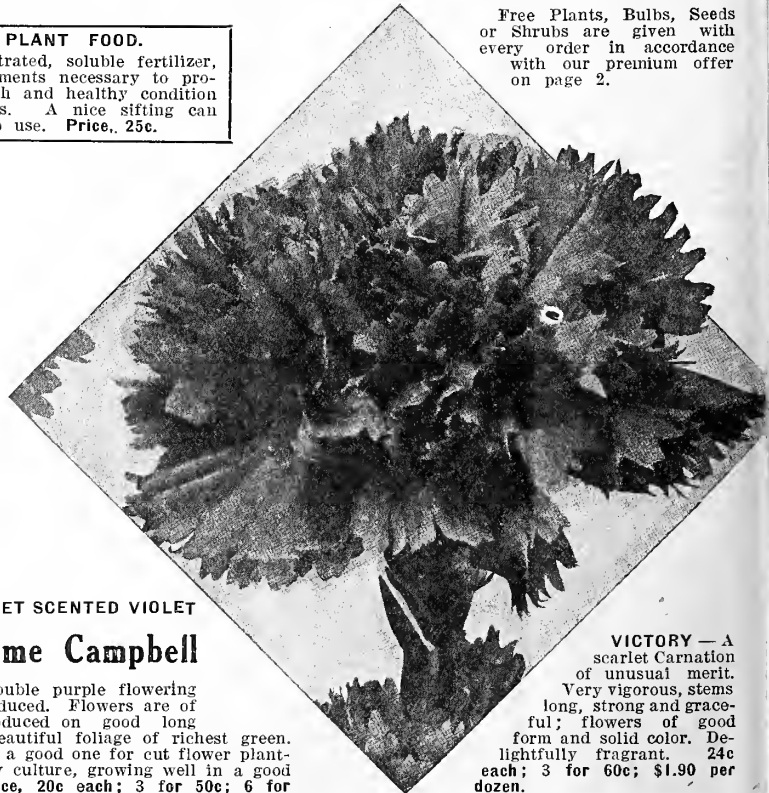 PLANT FOOD.
trated, soluble fertilizer,
ments necessary to pro-
h and healthy condition
s. A nice sifting can
o use. Price, 25c.
Free Plants, Bulbs, Seeds
or Shrubs are given with
every order in accordance
with our premium offer
on page 2.
ET SCENTED VIOLET
me Campbell
ouble purple flowering
duced. Flowers are of
oduced on good long
eautiful foliage of richest green.
a good one for cut flower plant-
culture, growing well in a good
ce, 20c each; 3 for 50c; 6 for
VICTORY — A
scarlet Carnation
of unusual merit.
Very vigorous, stems
long, strong and grace-
ful; flowers of good
form and solid color. De-
lightfully fragrant. 24c
each; 3 for 60c; $1.90 per
dozen.